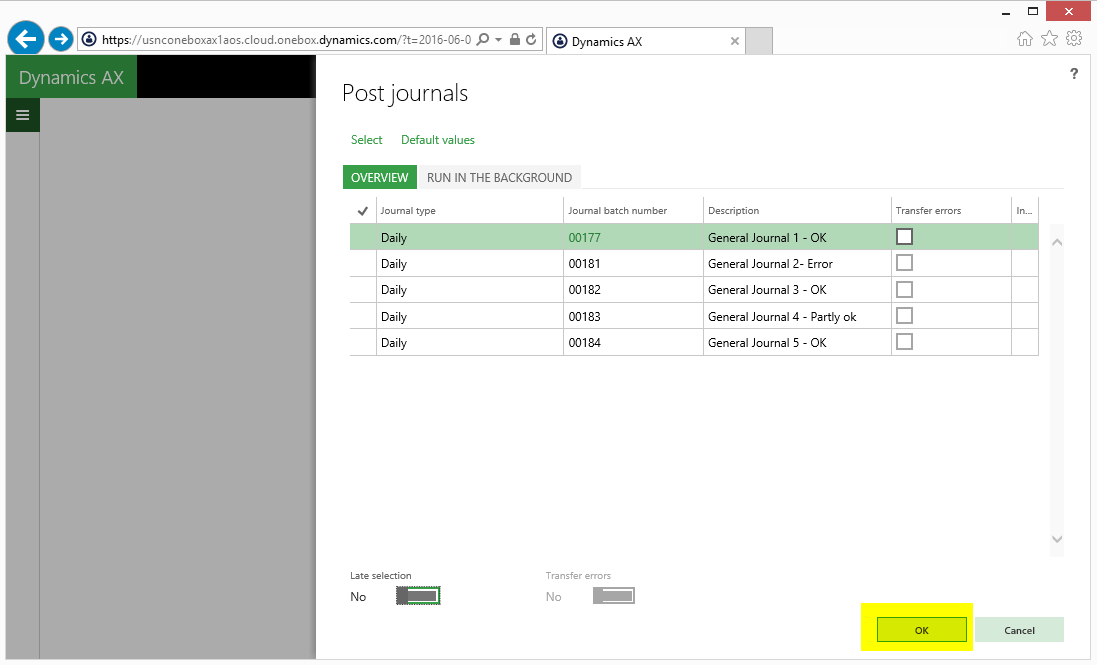 https://usnconeboxax1aos.cloud.onebox.dynamics.com/?t=2016-06-0
Dynamics AX
Dynamics AX
?
Post journals
Select Default values
OVERVIEW RUN IN THE BACKGROUND
Journal type Journal batch number Description Transfer errors In...
Daily 00177 General Journal 1 - OK
Daily 00181 General Journal 2- Error
Daily 00182 General Journal 3 - OK
Daily 00183 General Journal 4 - Partly ok
Daily 00184 General Journal 5 - OK
Late selection Transfer errors
No No
OK Cancel